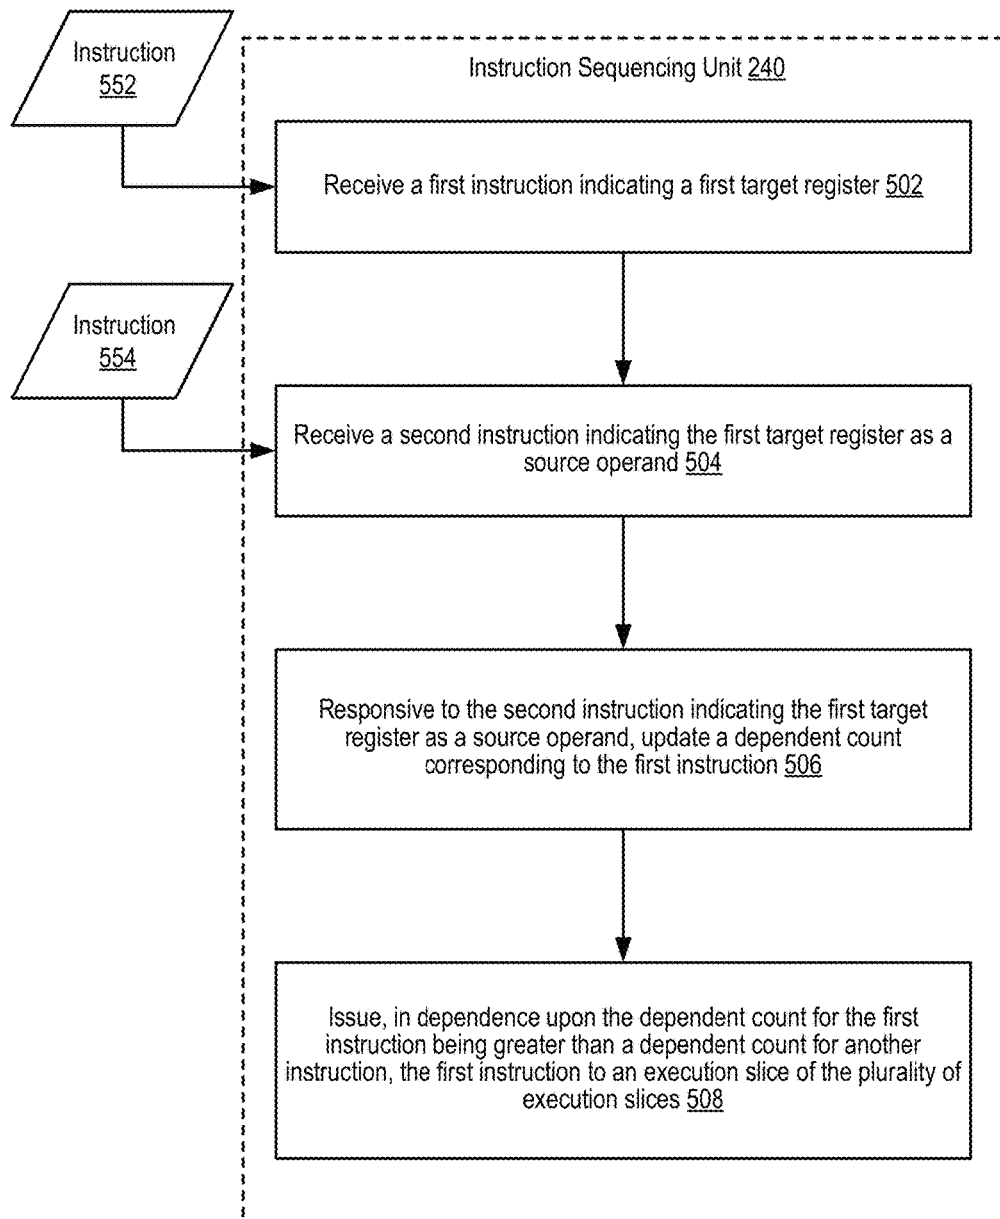 Instruction
552
Instruction Sequencing Unit 240
Receive a first instruction indicating a first target register 502
Instruction
554
Receive a second instruction indicating the first target register as a
source operand 504
Responsive to the second instruction indicating the first target
register as a source operand, update a dependent count
corresponding to the first instruction 506
Issue, in dependence upon the dependent count for the first
instruction being greater than a dependent count for another
instruction, the first instruction to an execution slice of the plurality of
execution slices 508